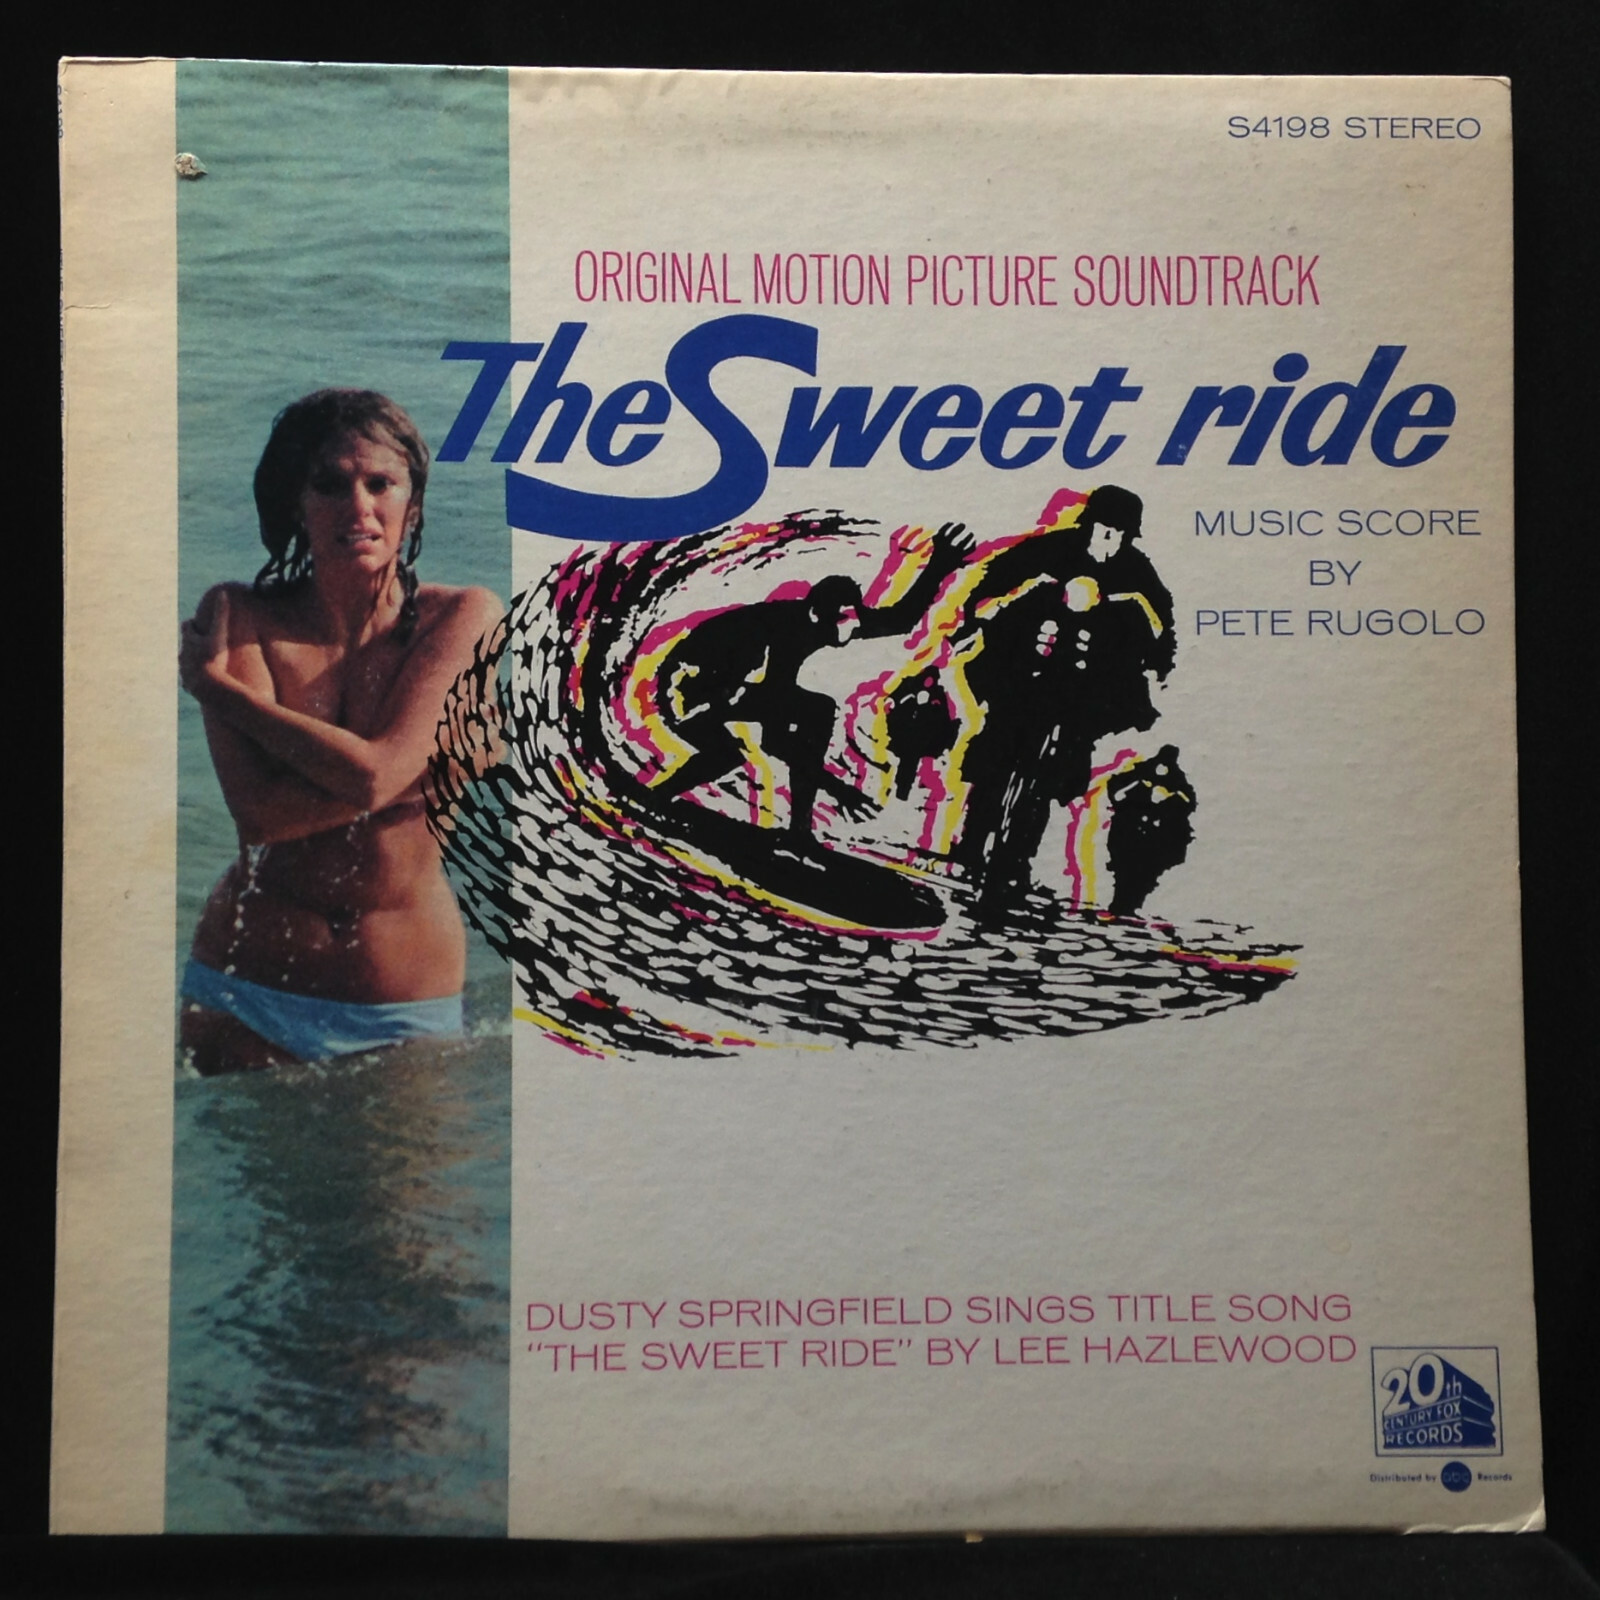 S4198 STEREO
ORIGINAL MOTION PICTURE SOUNDTRACK
The Sweet ride
MUSIC SCORE
BY
PETE RUGOLO
DUSTY SPRINGFIELD SINGS TITLE SONG
"THE SWEET RIDE" BY LEE HAZLEWOOD
20th
CENTURY FOX
RECORDS
Distributed by abc Records